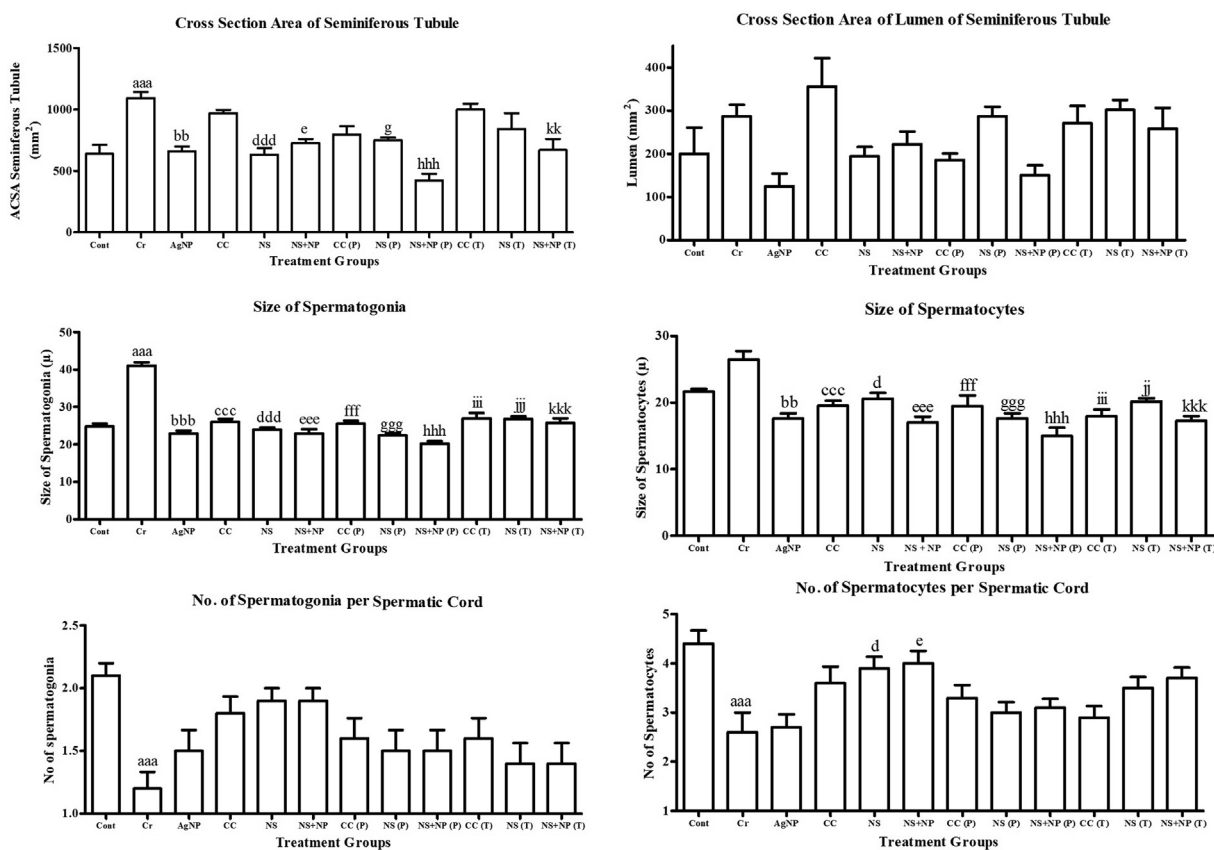 Cross Section Area of Seminiferous Tubule
ACSA Seminiferous Tubule
(mm²)
1500
1000
500
0
aaa
bb
ddd
e
g
hhh
kk
Cont Cr AgNP CC NS NS+NP CC (P) NS (P) NS+NP (P) CC (T) NS (T) NS+NP (T)
Treatment Groups
Cross Section Area of Lumen of Seminiferous Tubule
Lumen (mm²)
400
300
200
100
0
Cont Cr AgNP CC NS NS+NP CC (P) NS (P) NS+NP (P) CC (T) NS (T) NS+NP (T)
Treatment Groups
Size of Spermatogonia
Size of Spermatogonia (µ)
50
40
30
20
10
0
aaa
bbb
ccc
ddd
eee
fff
ggg
hhh
iii
jjj
kkk
Cont Cr AgNP CC NS NS+NP CC (P) NS (P) NS+NP (P) CC (T) NS (T) NS+NP (T)
Treatment Groups
Size of Spermatocytes
Size of Spermatocytes (µ)
30
20
10
0
bb
ccc
d
eee
fff
ggg
hhh
iii
jj
kkk
Cont Cr AgNP CC NS NS + NP CC (P) NS (P) NS+NP (P) CC (T) NS (T) NS+NP (T)
Treatment Groups
No. of Spermatogonia per Spermatic Cord
No of spermatogonia
2.5
2.0
1.5
1.0
aaa
Cont Cr AgNP CC NS NS+NP CC (P) NS (P) NS+NP (P) CC (T) NS (T) NS+NP (T)
Treatment Groups
No. of Spermatocytes per Spermatic Cord
No of Spermatocytes
5
4
3
2
1
aaa
d
e
Cont Cr AgNP CC NS NS+NP CC (P) NS (P) NS+NP (P) CC (T) NS (T) NS+NP (T)
Treatment Groups